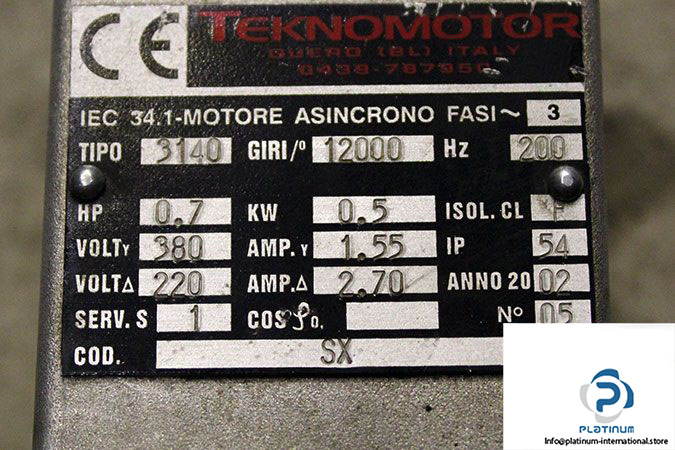 CE TEKNOMOTOR
GUERO (BL) ITALY
0439-787950
IEC 34.1-MOTORE ASINCRONO FASI~ 3
TIPO 3140 GIRI/° 12000 Hz 200
HP 0.7 KW 0.5 ISOL. CL F
VOLTY 380 AMP.Y 1.55 IP 54
VOLTΔ 220 AMP.Δ 2.70 ANNO 20 02
SERV. S 1 COSφ0. N° 05
COD. SX
PLATINUM
Info@platinum-international.store